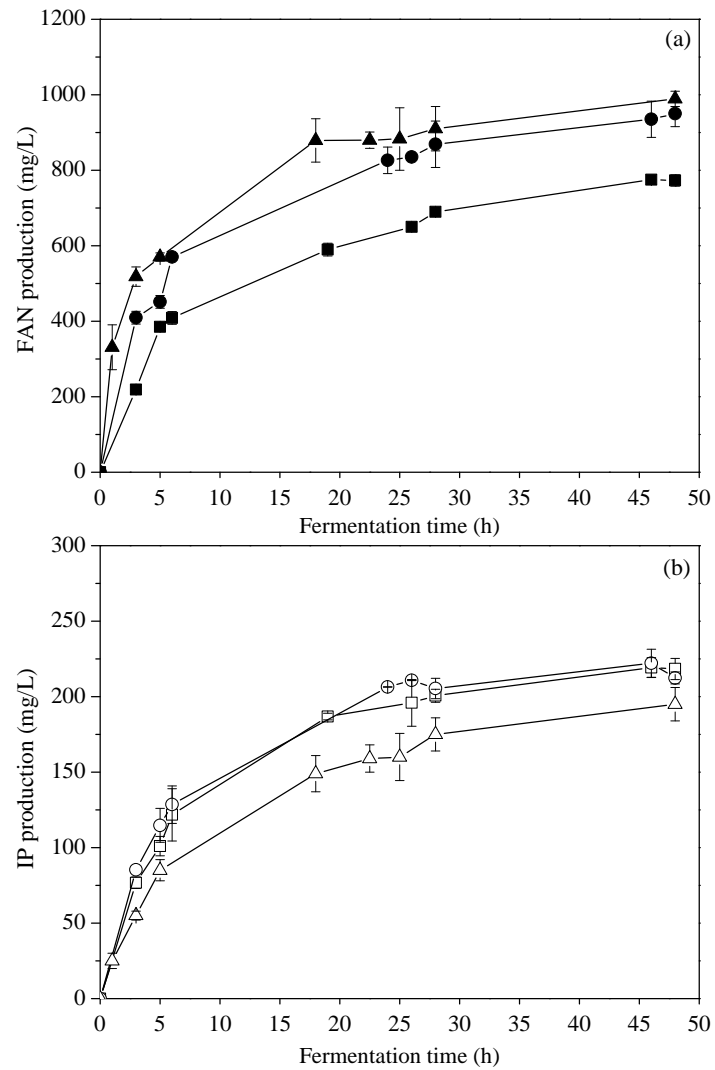 (a)
FAN production (mg/L)
1200
1000
800
600
400
200
0
0 5 10 15 20 25 30 35 40 45 50
Fermentation time (h)
(b)
IP production (mg/L)
300
250
200
150
100
50
0
0 5 10 15 20 25 30 35 40 45 50
Fermentation time (h)